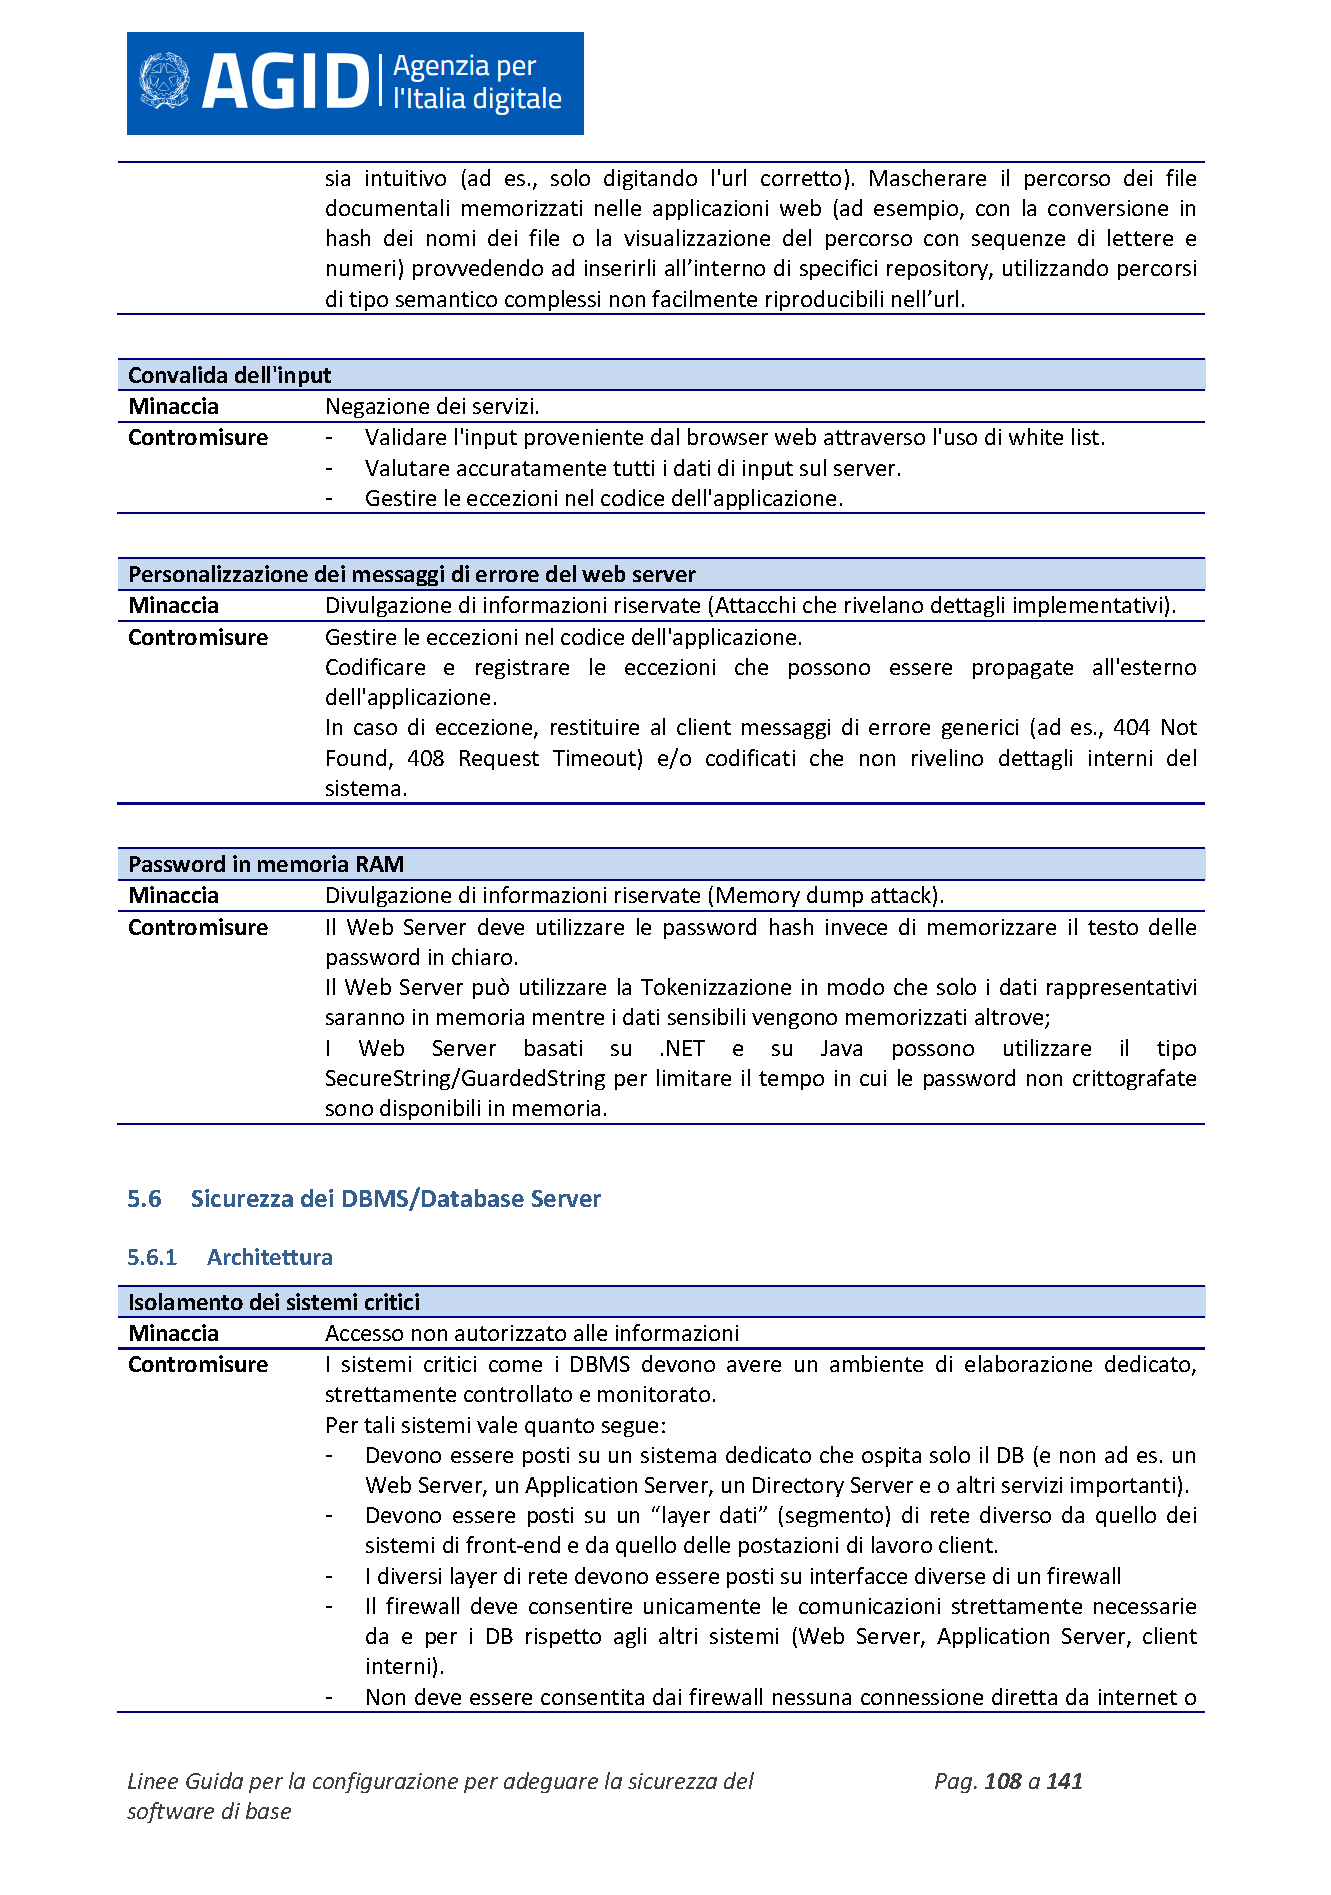 AGID Agenzia per
l'Italia digitale
sia intuitivo (ad es., solo digitando l'url corretto). Mascherare il percorso dei file
documentali memorizzati nelle applicazioni web (ad esempio, con la conversione in
hash dei nomi dei file o la visualizzazione del percorso con sequenze di lettere e
numeri) provvedendo ad inserirli all’interno di specifici repository, utilizzando percorsi
di tipo semantico complessi non facilmente riproducibili nell’url.
Convalida dell'input
Minaccia Negazione dei servizi.
Contromisure - Validare l'input proveniente dal browser web attraverso l'uso di white list.
- Valutare accuratamente tutti i dati di input sul server.
- Gestire le eccezioni nel codice dell'applicazione.
Personalizzazione dei messaggi di errore del web server
Minaccia Divulgazione di informazioni riservate (Attacchi che rivelano dettagli implementativi).
Contromisure Gestire le eccezioni nel codice dell'applicazione.
Codificare e registrare le eccezioni che possono essere propagate all'esterno
dell'applicazione.
In caso di eccezione, restituire al client messaggi di errore generici (ad es., 404 Not
Found, 408 Request Timeout) e/o codificati che non rivelino dettagli interni del
sistema.
Password in memoria RAM
Minaccia Divulgazione di informazioni riservate (Memory dump attack).
Contromisure Il Web Server deve utilizzare le password hash invece di memorizzare il testo delle
password in chiaro.
Il Web Server può utilizzare la Tokenizzazione in modo che solo i dati rappresentativi
saranno in memoria mentre i dati sensibili vengono memorizzati altrove;
I Web Server basati su .NET e su Java possono utilizzare il tipo
SecureString/GuardedString per limitare il tempo in cui le password non crittografate
sono disponibili in memoria.
5.6 Sicurezza dei DBMS/Database Server
5.6.1 Architettura
Isolamento dei sistemi critici
Minaccia Accesso non autorizzato alle informazioni
Contromisure I sistemi critici come i DBMS devono avere un ambiente di elaborazione dedicato,
strettamente controllato e monitorato.
Per tali sistemi vale quanto segue:
- Devono essere posti su un sistema dedicato che ospita solo il DB (e non ad es. un
Web Server, un Application Server, un Directory Server e o altri servizi importanti).
- Devono essere posti su un “layer dati” (segmento) di rete diverso da quello dei
sistemi di front-end e da quello delle postazioni di lavoro client.
- I diversi layer di rete devono essere posti su interfacce diverse di un firewall
- Il firewall deve consentire unicamente le comunicazioni strettamente necessarie
da e per i DB rispetto agli altri sistemi (Web Server, Application Server, client
interni).
- Non deve essere consentita dai firewall nessuna connessione diretta da internet o
Linee Guida per la configurazione per adeguare la sicurezza del Pag. 108 a 141
software di base